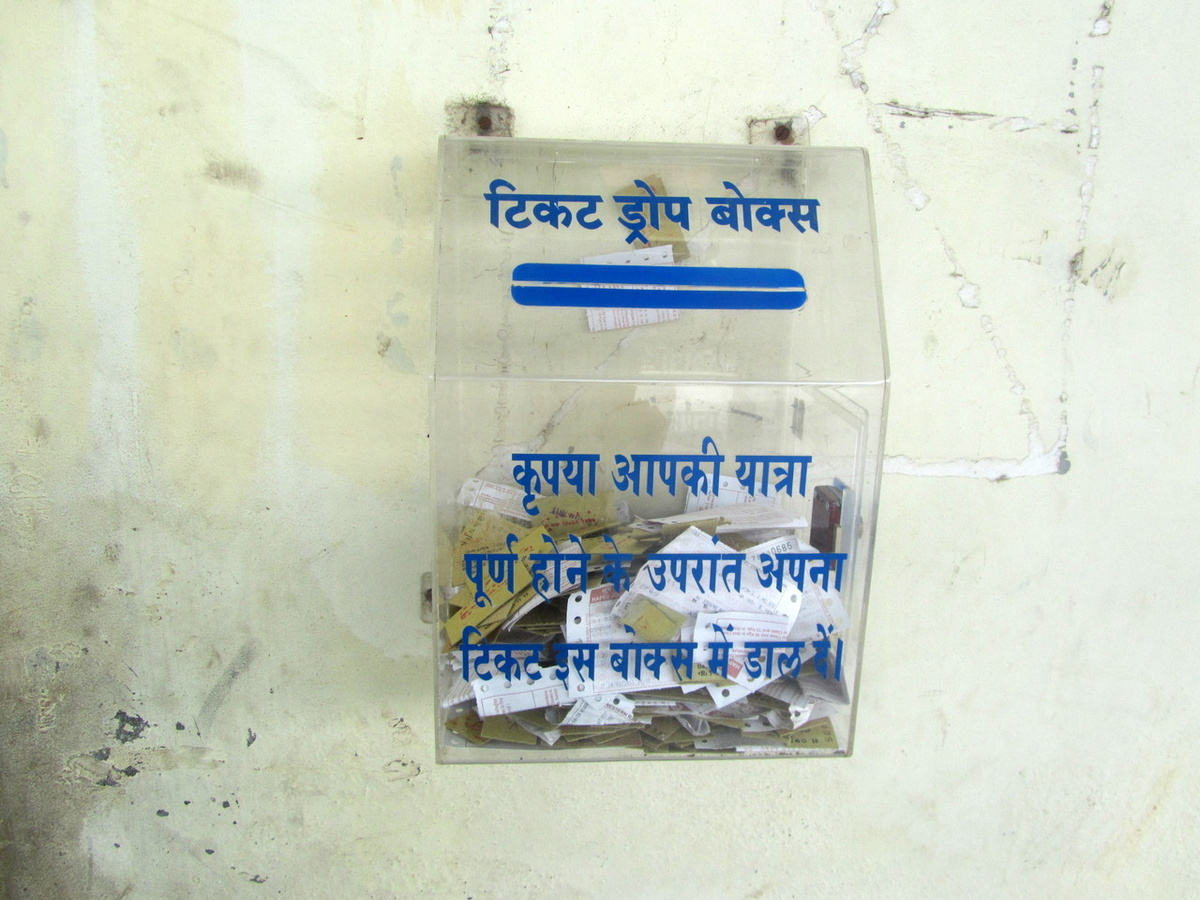 टिकट ड्रोप बोक्स
कृपया आपकी यात्रा
पूर्ण होने के उपरांत अपना
टिकट इस बोक्स में डाल दें।